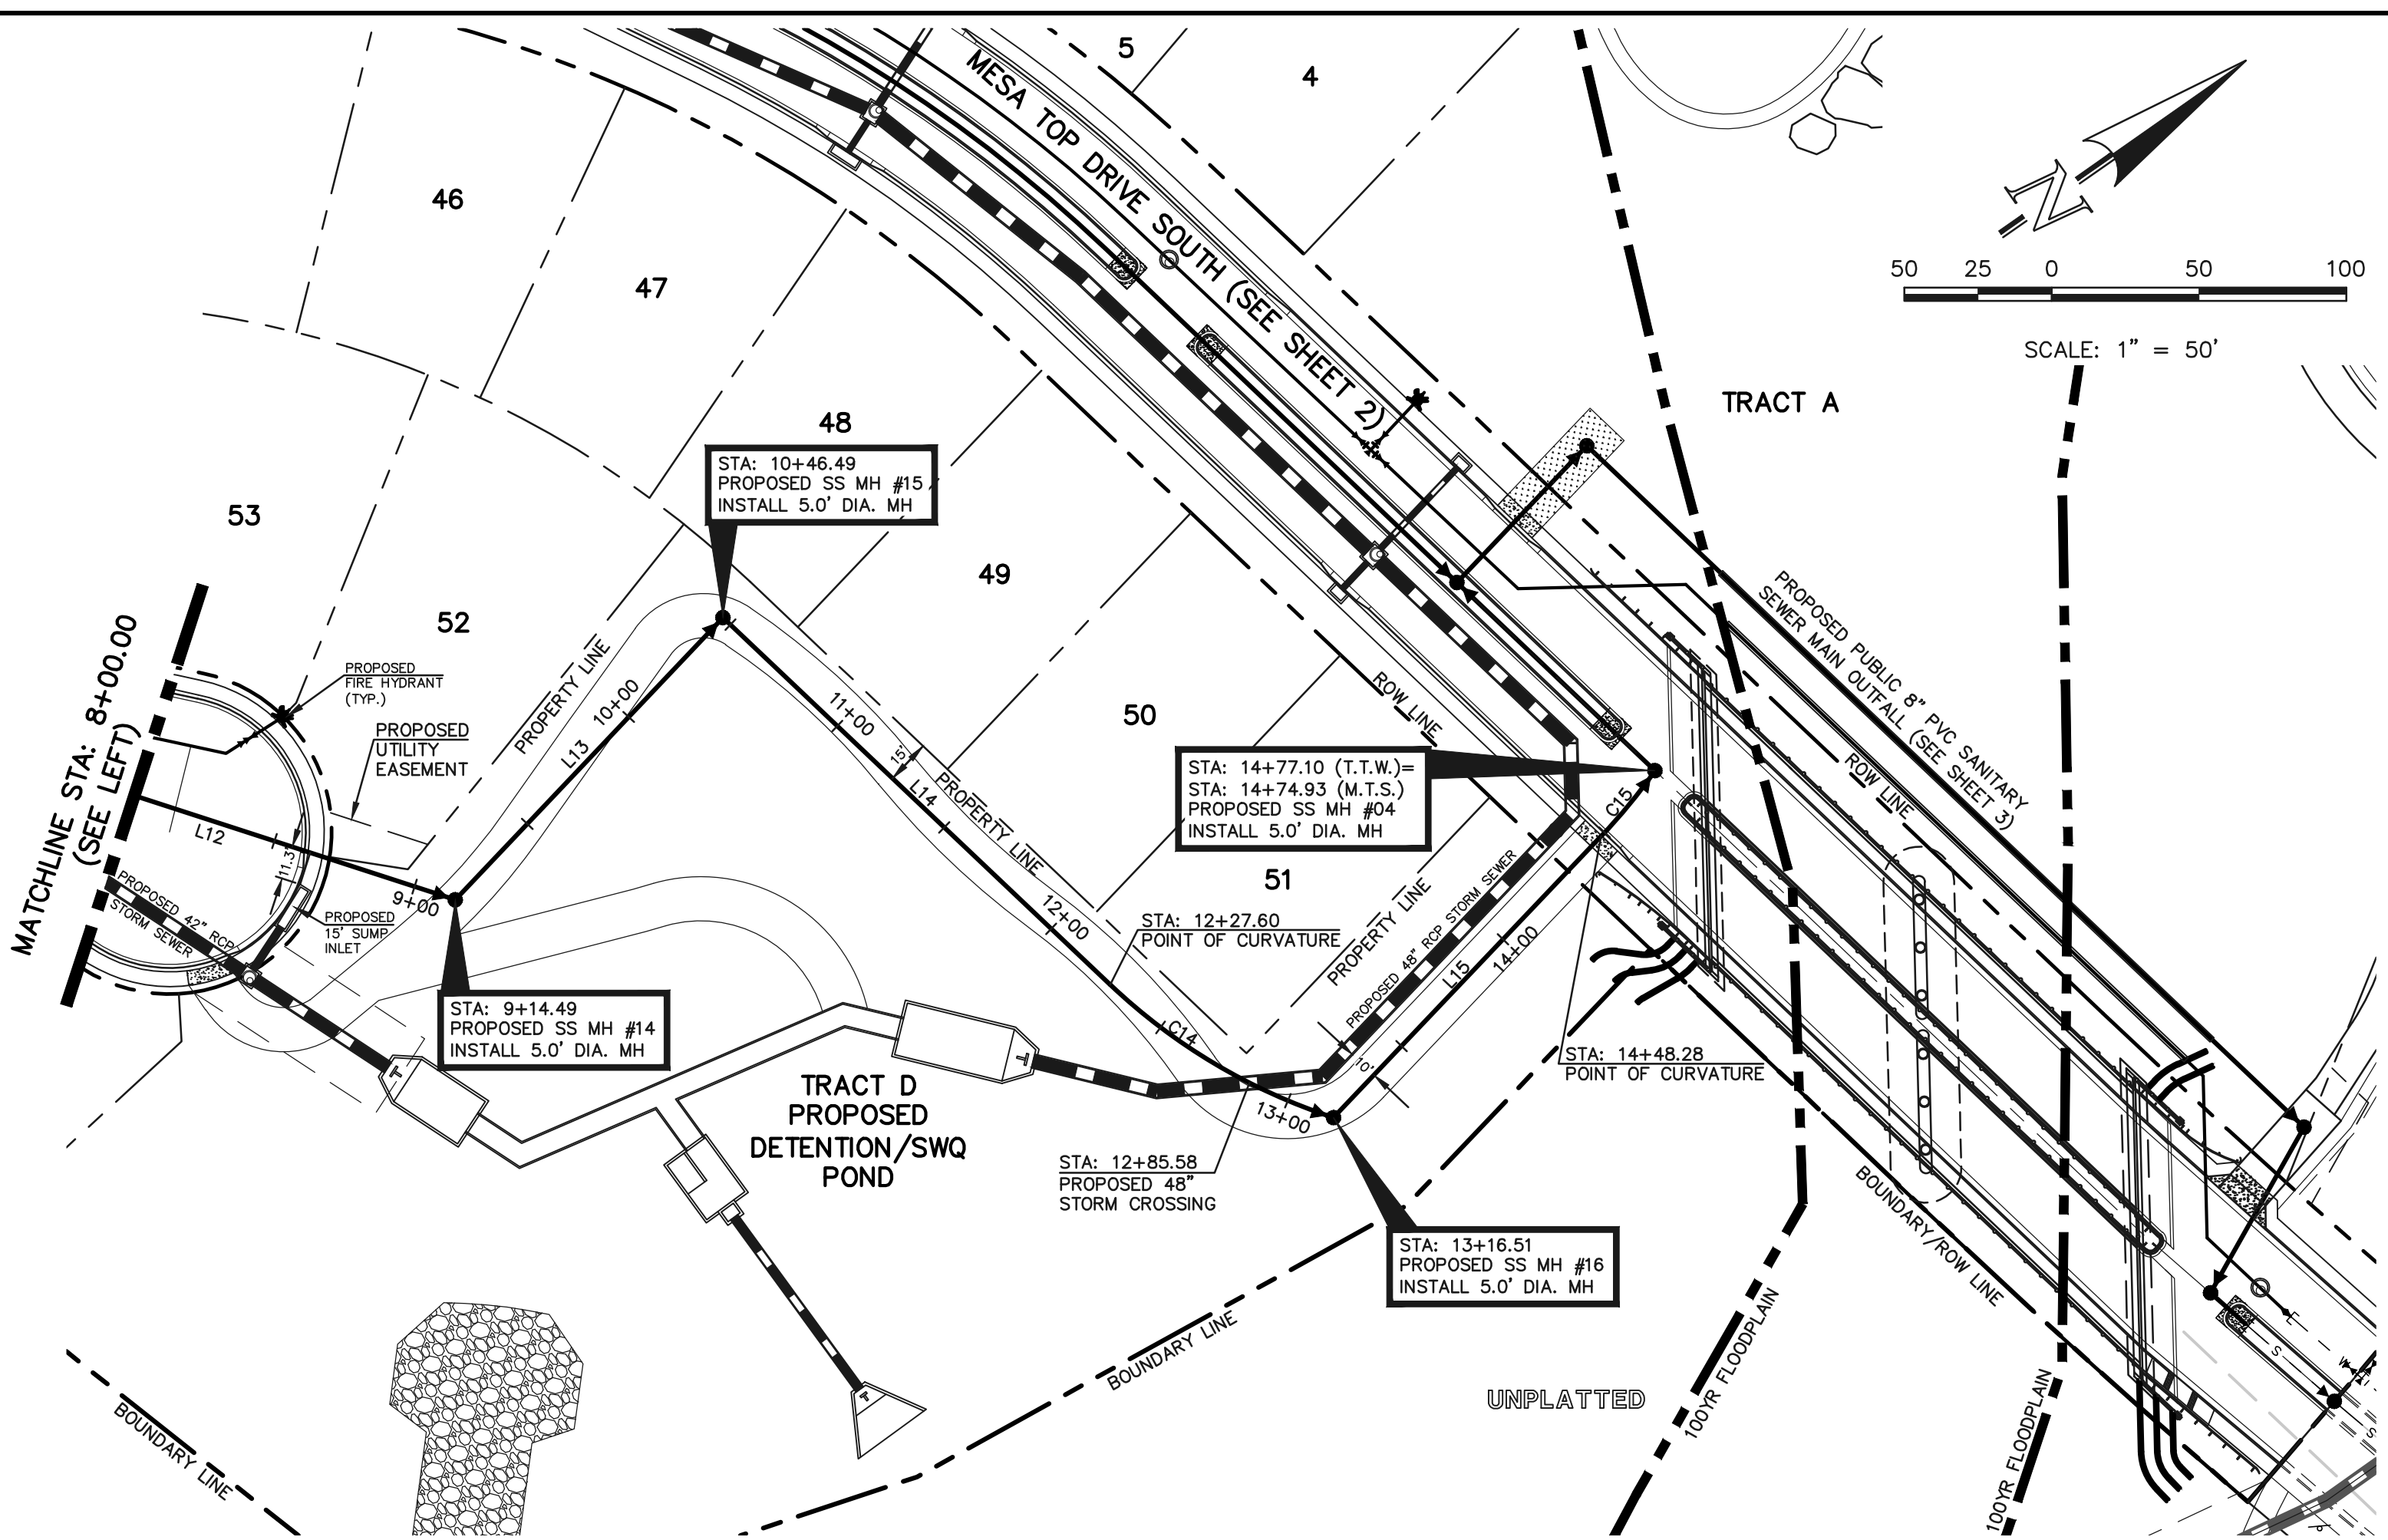 5
4
MESA TOP DRIVE SOUTH (SEE SHEET 2)
N
50 25 0 50 100
SCALE: 1" = 50'
46
47
48
TRACT A
STA: 10+46.49
PROPOSED SS MH #15
INSTALL 5.0' DIA. MH
53
49
52
MATCHLINE STA: 8+00.00
(SEE LEFT)
PROPOSED
FIRE HYDRANT
(TYP.)
PROPOSED
UTILITY
EASEMENT
PROPERTY LINE
L13
10+00
11+00
15'
L14
PROPERTY LINE
50
ROW LINE
PROPOSED PUBLIC 8" PVC SANITARY
SEWER MAIN OUTFALL (SEE SHEET 3)
ROW LINE
STA: 14+77.10 (T.T.W.)=
STA: 14+74.93 (M.T.S.)
PROPOSED SS MH #04
INSTALL 5.0' DIA. MH
C15
L12
11.3'
9+00
PROPOSED 42" RCP
STORM SEWER
PROPOSED
15' SUMP
INLET
51
12+00
STA: 12+27.60
POINT OF CURVATURE
PROPERTY LINE
PROPOSED 48" RCP STORM SEWER
L15
14+00
STA: 9+14.49
PROPOSED SS MH #14
INSTALL 5.0' DIA. MH
C14
10'
13+00
STA: 14+48.28
POINT OF CURVATURE
TRACT D
PROPOSED
DETENTION/SWQ
POND
STA: 12+85.58
PROPOSED 48"
STORM CROSSING
STA: 13+16.51
PROPOSED SS MH #16
INSTALL 5.0' DIA. MH
BOUNDARY/ROW LINE
BOUNDARY LINE
UNPLATTED
100YR FLOODPLAIN
100YR FLOODPLAIN
BOUNDARY LINE
S
W
S